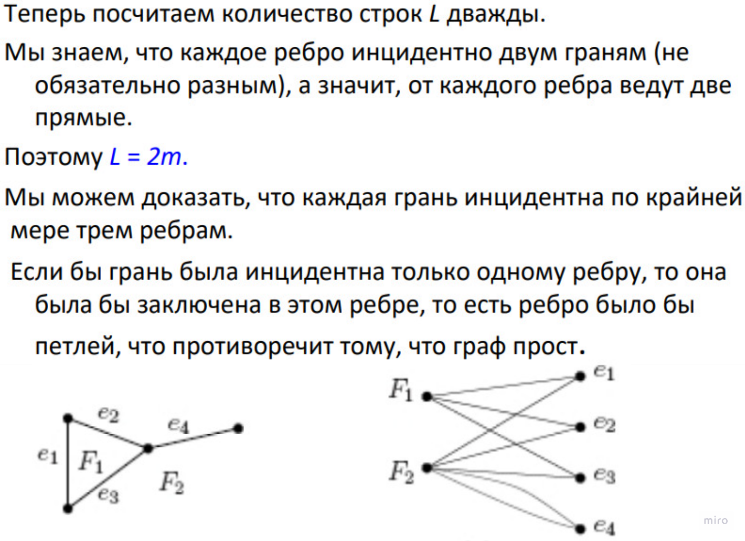 Теперь посчитаем количество строк L дважды.
Мы знаем, что каждое ребро инцидентно двум граням (не
обязательно разным), а значит, от каждого ребра ведут две
прямые.
Поэтому L = 2m.
Мы можем доказать, что каждая грань инцидентна по крайней
мере трем ребрам.
Если бы грань была инцидентна только одному ребру, то она
была бы заключена в этом ребре, то есть ребро было бы
петлей, что противоречит тому, что граф прост.
e2
e4
e1
F1
e3
F2
F1
F2
e1
e2
e3
e4
miro